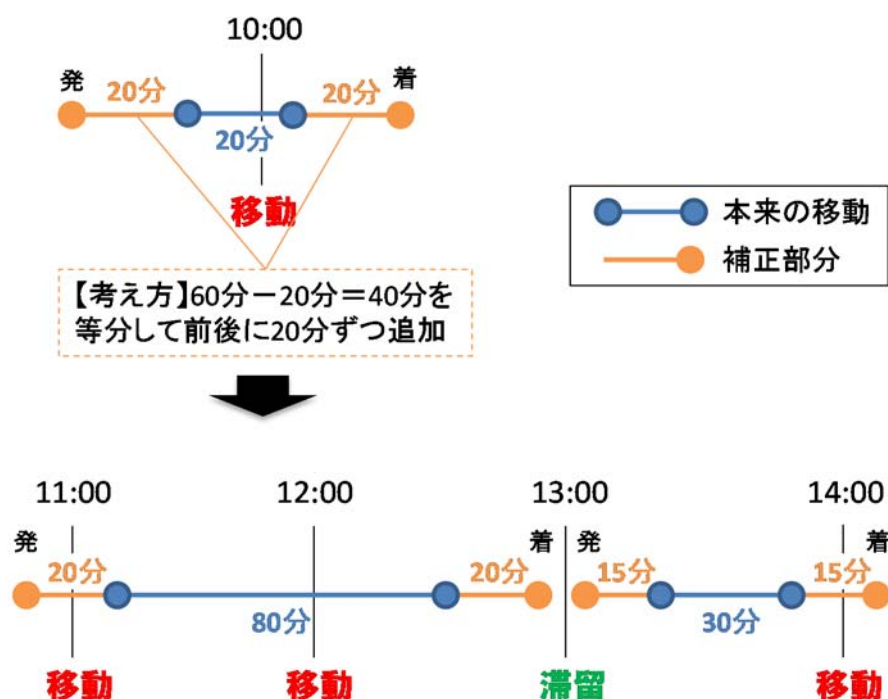 10:00
発
20分
20分
着
20分
移動
本来の移動
補正部分
【考え方】60分－20分＝40分を
等分して前後に20分ずつ追加
11:00
12:00
13:00
14:00
発
20分
80分
20分
着
発
15分
30分
15分
着
移動
移動
滞留
移動